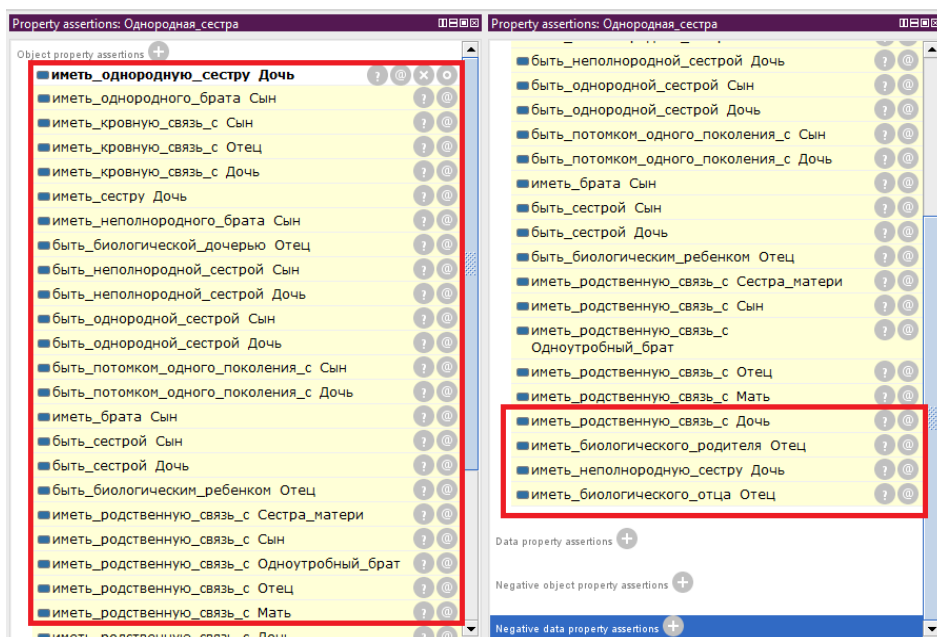 Property assertions: Однородная_сестра
Object property assertions
иметь_однородную_сестру Дочь
иметь_однородного_брата Сын
иметь_кровную_связь_с Сын
иметь_кровную_связь_с Отец
иметь_кровную_связь_с Дочь
иметь_сестру Дочь
иметь_неполнородного_брата Сын
быть_биологической_дочерью Отец
быть_неполнородной_сестрой Сын
быть_неполнородной_сестрой Дочь
быть_однородной_сестрой Сын
быть_однородной_сестрой Дочь
быть_потомком_одного_поколения_с Сын
быть_потомком_одного_поколения_с Дочь
иметь_брата Сын
быть_сестрой Сын
быть_сестрой Дочь
быть_биологическим_ребенком Отец
иметь_родственную_связь_с Сестра_матери
иметь_родственную_связь_с Сын
иметь_родственную_связь_с Одноутробный_брат
иметь_родственную_связь_с Отец
иметь_родственную_связь_с Мать
иметь_родственную_связь_с Дочь
Property assertions: Однородная_сестра
быть_неполнородной_сестрой Дочь
быть_однородной_сестрой Сын
быть_однородной_сестрой Дочь
быть_потомком_одного_поколения_с Сын
быть_потомком_одного_поколения_с Дочь
иметь_брата Сын
быть_сестрой Сын
быть_сестрой Дочь
быть_биологическим_ребенком Отец
иметь_родственную_связь_с Сестра_матери
иметь_родственную_связь_с Сын
иметь_родственную_связь_с
Одноутробный_брат
иметь_родственную_связь_с Отец
иметь_родственную_связь_с Мать
иметь_родственную_связь_с Дочь
иметь_биологического_родителя Отец
иметь_неполнородную_сестру Дочь
иметь_биологического_отца Отец
Data property assertions
Negative object property assertions
Negative data property assertions